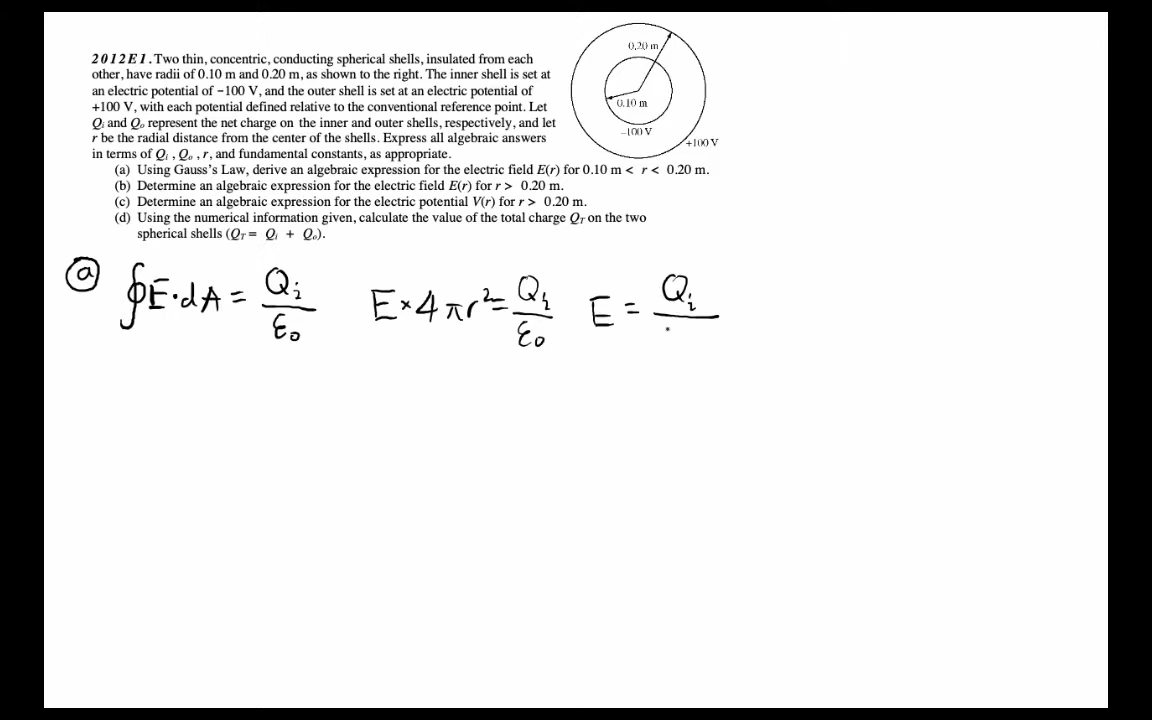 2012E1. Two thin, concentric, conducting spherical shells, insulated from each
other, have radii of 0.10 m and 0.20 m, as shown to the right. The inner shell is set at
an electric potential of −100 V, and the outer shell is set at an electric potential of
+100 V, with each potential defined relative to the conventional reference point. Let
Qᵢ and Qₒ represent the net charge on the inner and outer shells, respectively, and let
r be the radial distance from the center of the shells. Express all algebraic answers
in terms of Qᵢ , Qₒ , r, and fundamental constants, as appropriate.
(a) Using Gauss's Law, derive an algebraic expression for the electric field E(r) for 0.10 m < r < 0.20 m.
(b) Determine an algebraic expression for the electric field E(r) for r > 0.20 m.
(c) Determine an algebraic expression for the electric potential V(r) for r > 0.20 m.
(d) Using the numerical information given, calculate the value of the total charge Q_T on the two
spherical shells (Q_T = Qᵢ + Qₒ).
0.20 m
0.10 m
−100 V
+100 V
ⓐ ∮E·dA = Qᵢ/ε₀ E×4πr² = Qᵢ/ε₀ E = Qᵢ/